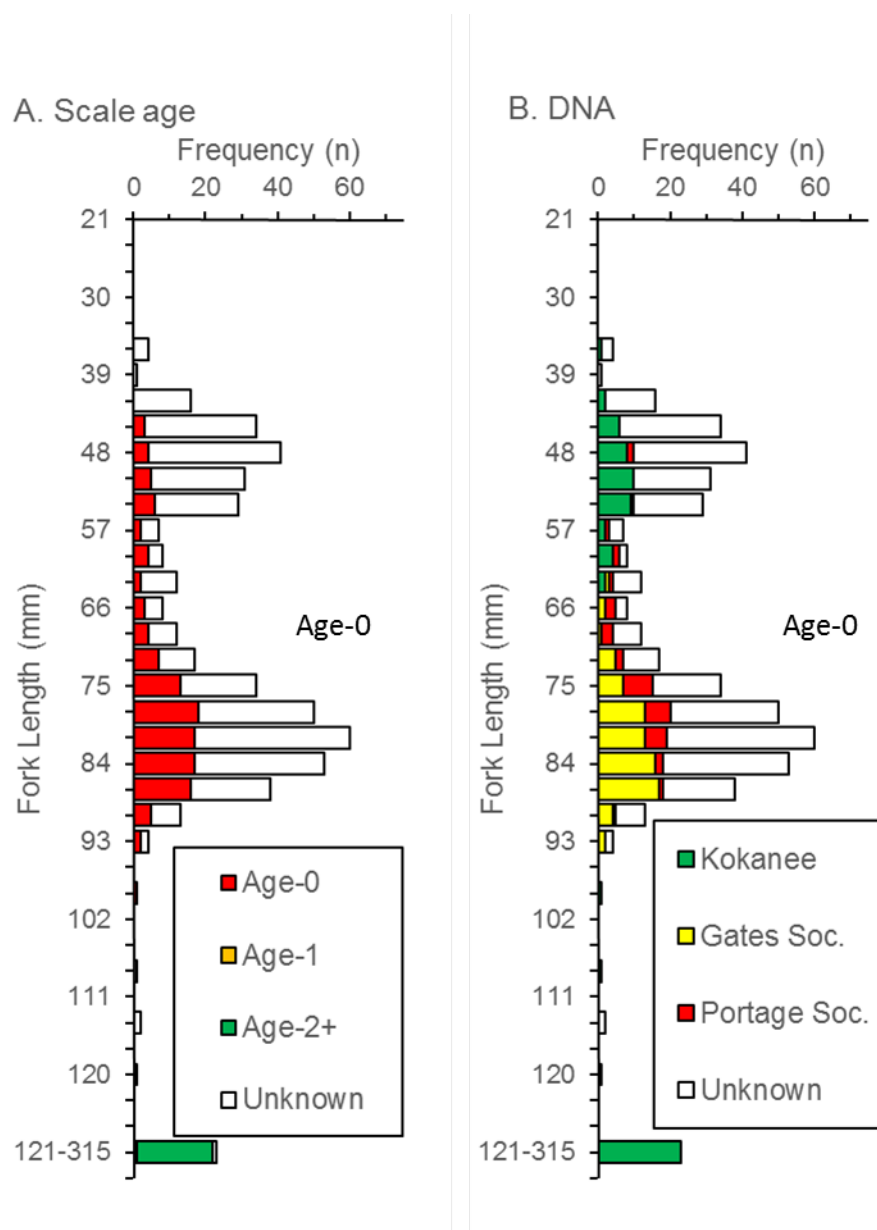 A. Scale age
Frequency (n)
0 20 40 60
21
30
39
48
57
66
75
84
93
102
111
120
121-315
Fork Length (mm)
Age-0
Age-0
Age-1
Age-2+
Unknown
B. DNA
Frequency (n)
0 20 40 60
21
30
39
48
57
66
75
84
93
102
111
120
121-315
Fork Length (mm)
Age-0
Kokanee
Gates Soc.
Portage Soc.
Unknown